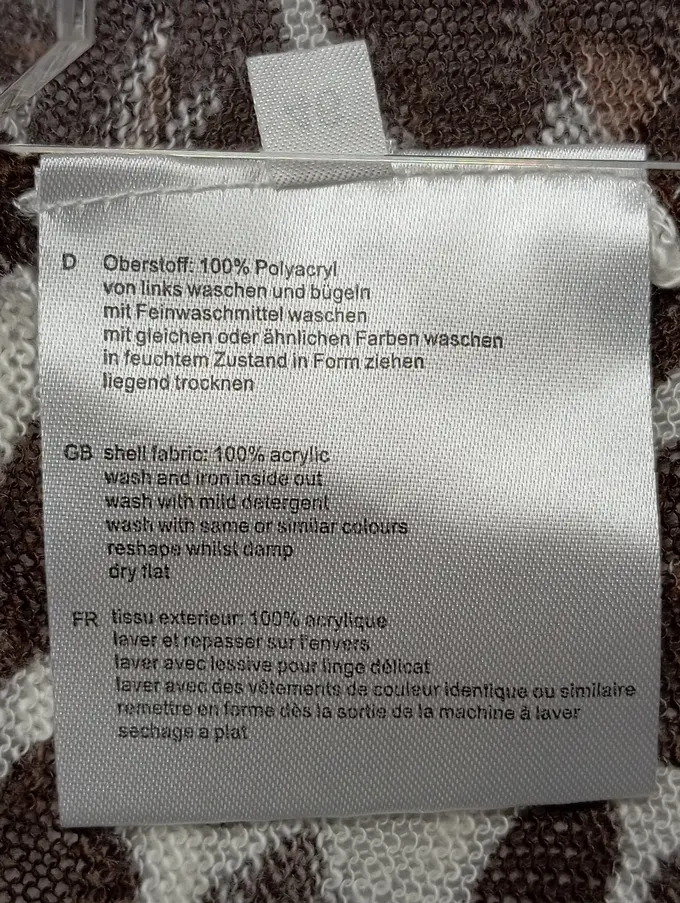 D Oberstoff: 100% Polyacryl
von links waschen und bügeln
mit Feinwaschmittel waschen
mit gleichen oder ähnlichen Farben waschen
in feuchtem Zustand in Form ziehen
liegend trocknen
GB shell fabric: 100% acrylic
wash and iron inside out
wash with mild detergent
wash with same or similar colours
reshape whilst damp
dry flat
FR tissu exterieur: 100% acrylique
laver et repasser sur l'envers
laver avec lessive pour linge délicat
laver avec des vêtements de couleur identique ou similaire
remettre en forme dès la sortie de la machine à laver
sechage a plat